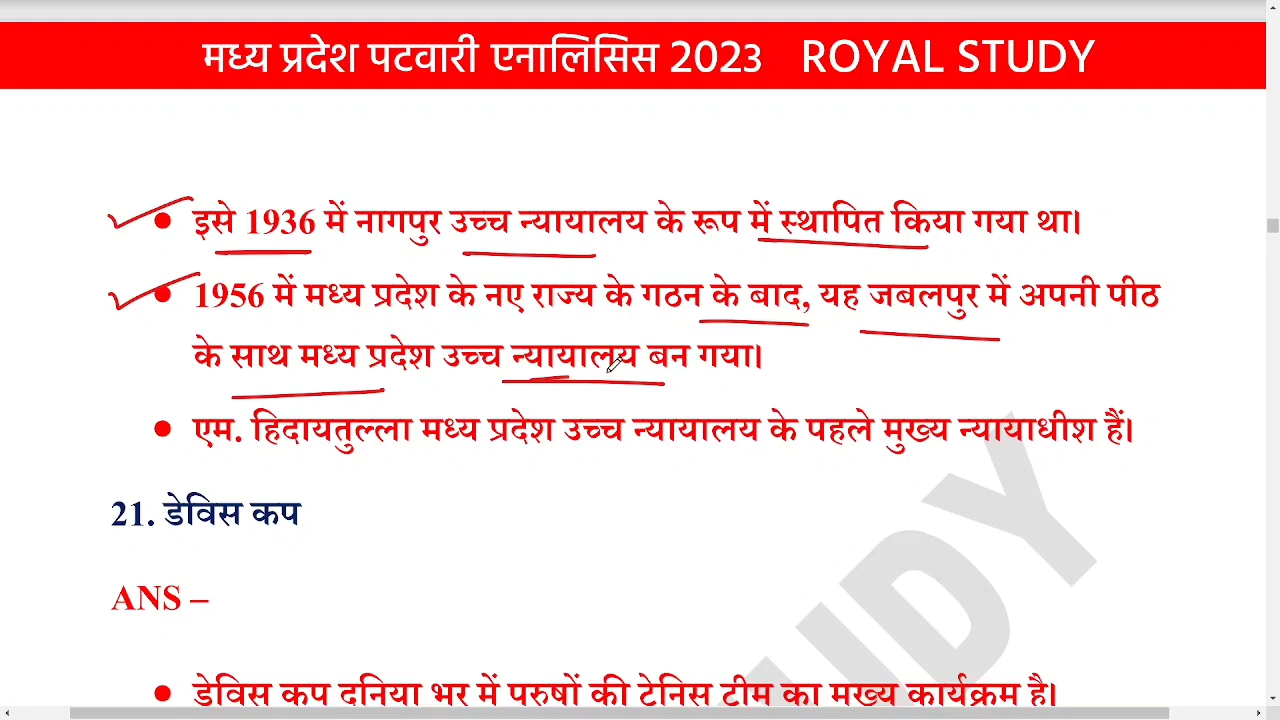 मध्य प्रदेश पटवारी एनालिसिस 2023 ROYAL STUDY
• इसे 1936 में नागपुर उच्च न्यायालय के रूप में स्थापित किया गया था।
• 1956 में मध्य प्रदेश के नए राज्य के गठन के बाद, यह जबलपुर में अपनी पीठ
के साथ मध्य प्रदेश उच्च न्यायालय बन गया।
• एम. हिदायतुल्ला मध्य प्रदेश उच्च न्यायालय के पहले मुख्य न्यायाधीश हैं।
21. डेविस कप
ANS –
• डेविस कप दुनिया भर में पुरुषों की टेनिस टीम का मुख्य कार्यक्रम है।
UDY